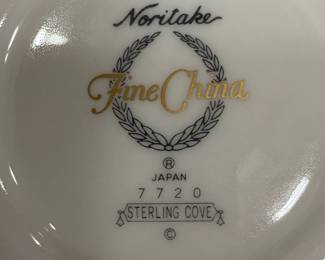 Noritake
Fine China
®
JAPAN
7720
STERLING COVE
©